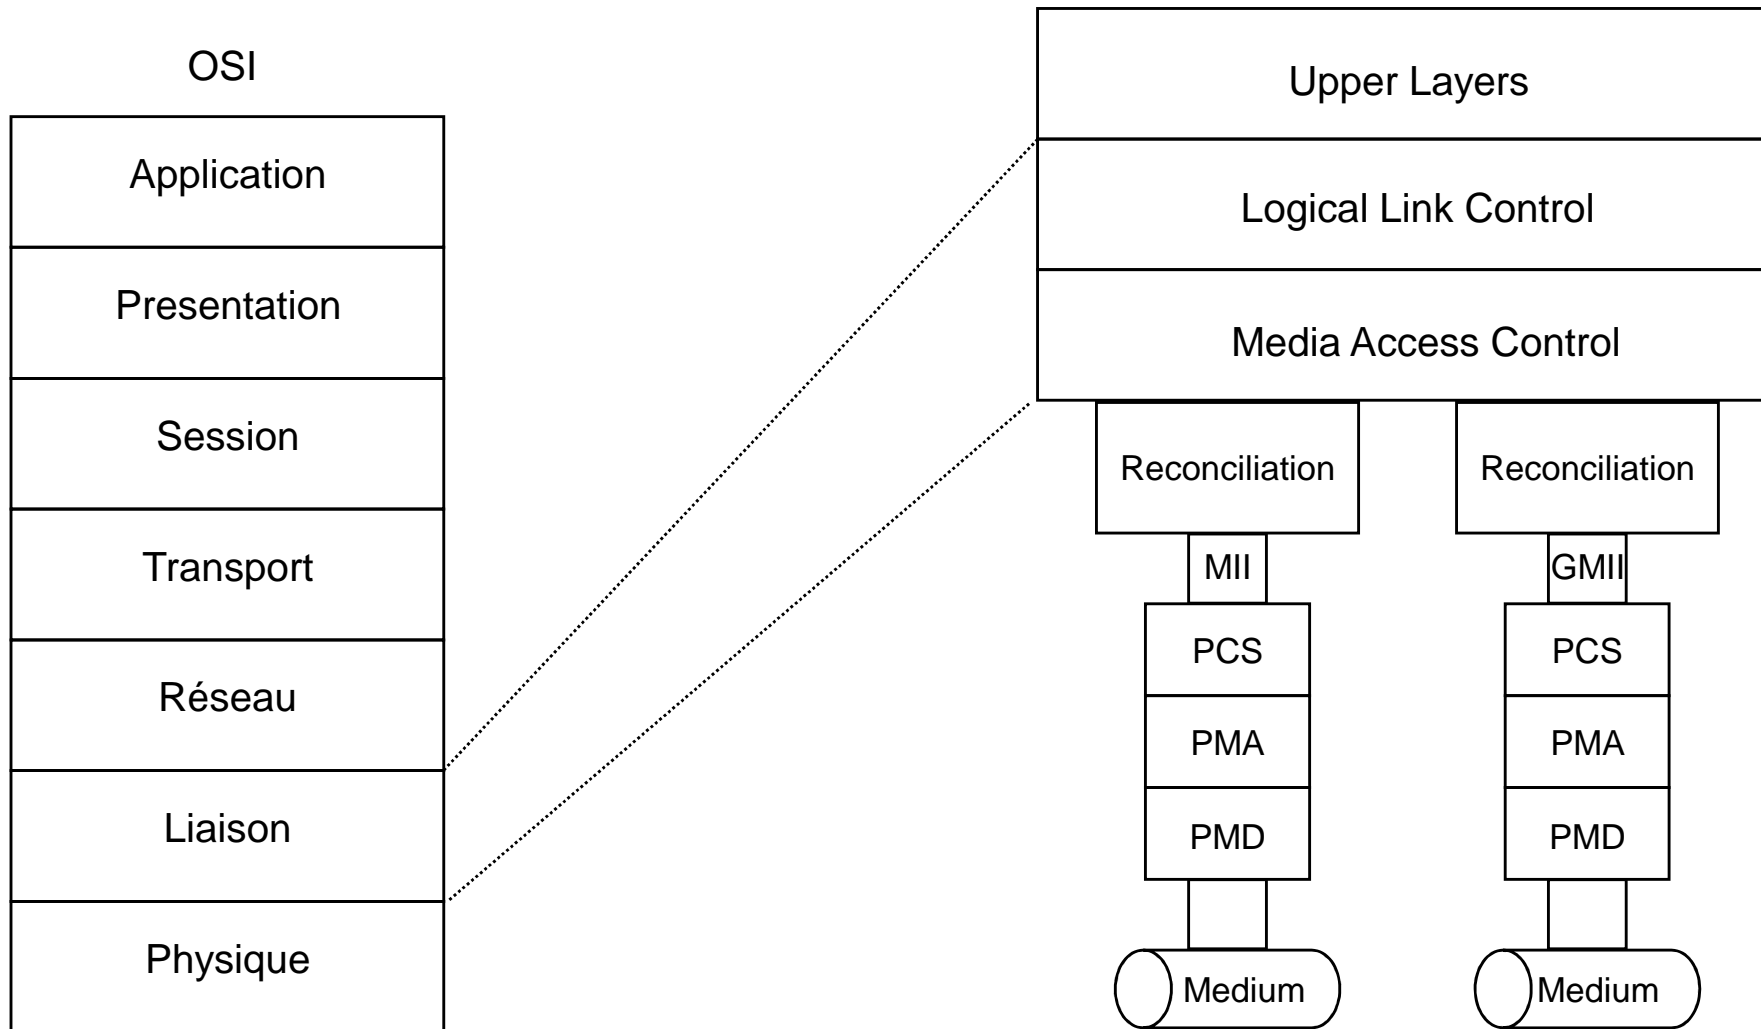 OSI
Application
Presentation
Session
Transport
Réseau
Liaison
Physique
Upper Layers
Logical Link Control
Media Access Control
Reconciliation
MII
PCS
PMA
PMD
Medium
Reconciliation
GMII
PCS
PMA
PMD
Medium